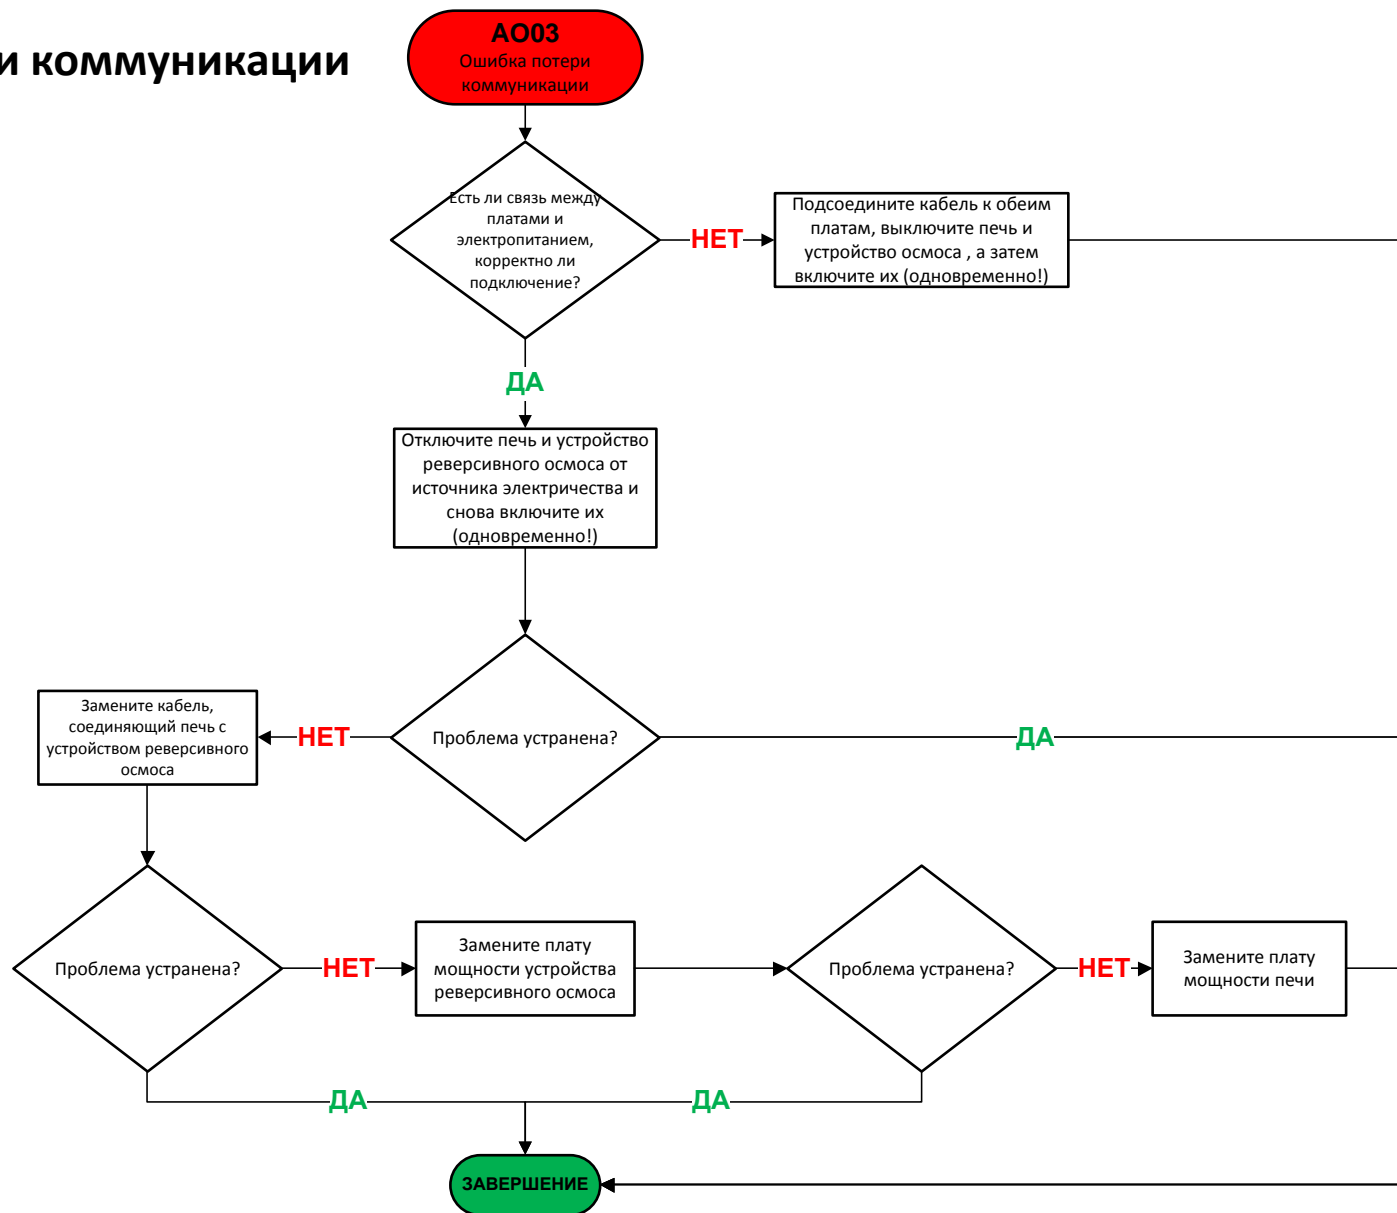 и коммуникации
АО03
Ошибка потери
коммуникации
Есть ли связь между
платами и
электропитанием,
корректно ли
подключение?
НЕТ
Подсоедините кабель к обеим
платам, выключите печь и
устройство осмоса , а затем
включите их (одновременно!)
ДА
Отключите печь и устройство
реверсивного осмоса от
источника электричества и
снова включите их
(одновременно!)
Замените кабель,
соединяющий печь с
устройством реверсивного
осмоса
НЕТ
Проблема устранена?
ДА
Проблема устранена?
НЕТ
Замените плату
мощности устройства
реверсивного осмоса
Проблема устранена?
НЕТ
Замените плату
мощности печи
ДА
ДА
ЗАВЕРШЕНИЕ